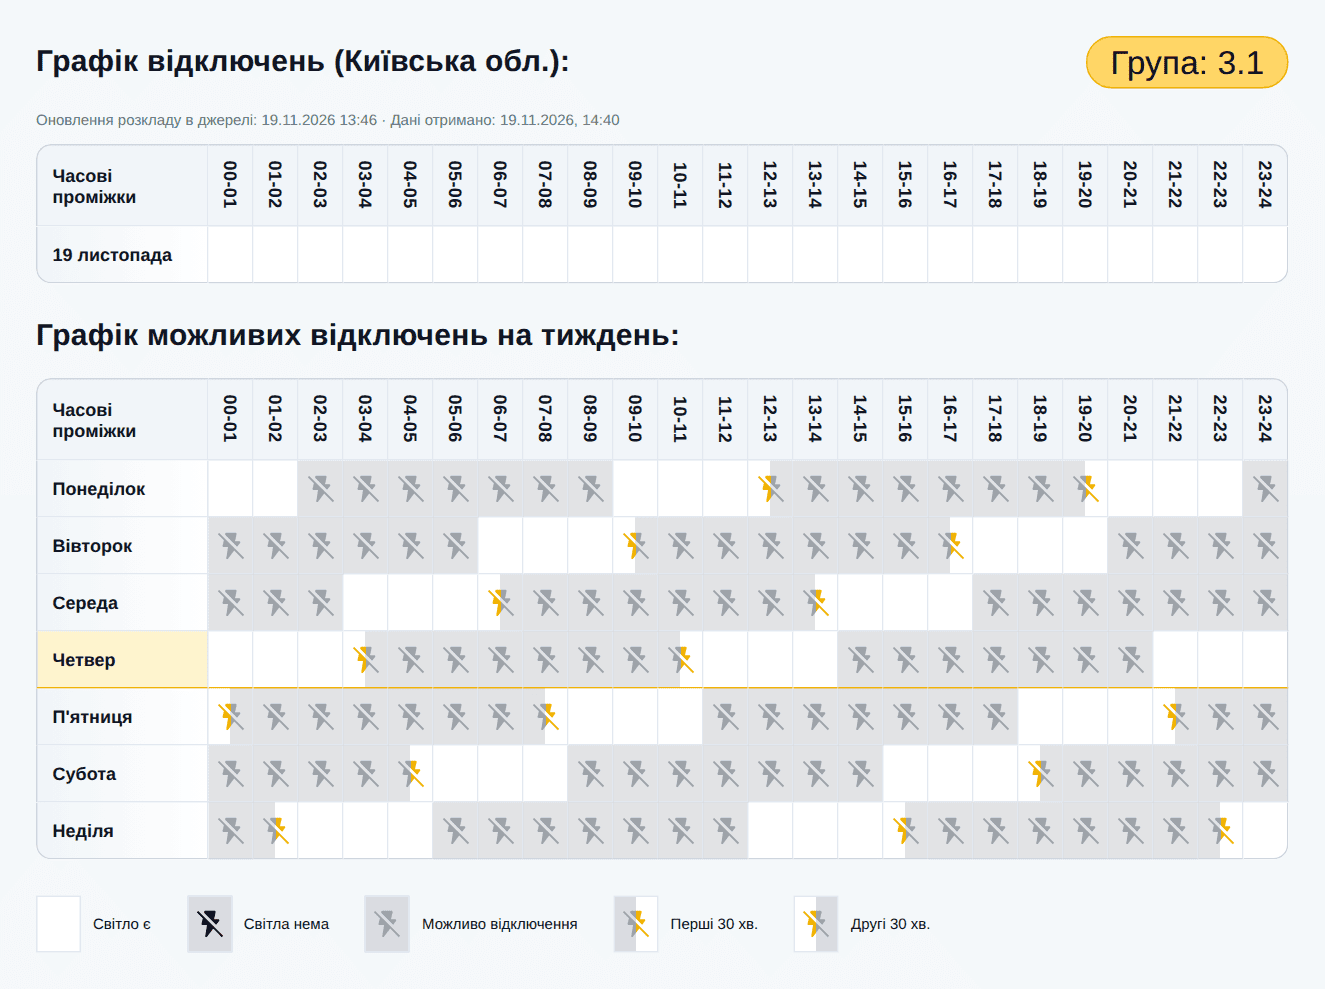 Графік відключень (Київська обл.):
Група: 3.1
Оновлення розкладу в джерелі: 19.11.2026 13:46 · Дані отримано: 19.11.2026, 14:40
Часові проміжки 00-01 01-02 02-03 03-04 04-05 05-06 06-07 07-08 08-09 09-10 10-11 11-12 12-13 13-14 14-15 15-16 16-17 17-18 18-19 19-20 20-21 21-22 22-23 23-24
19 листопада
Графік можливих відключень на тиждень:
Часові проміжки 00-01 01-02 02-03 03-04 04-05 05-06 06-07 07-08 08-09 09-10 10-11 11-12 12-13 13-14 14-15 15-16 16-17 17-18 18-19 19-20 20-21 21-22 22-23 23-24
Понеділок
Вівторок
Середа
Четвер
П'ятниця
Субота
Неділя
Світло є Світла нема Можливо відключення Перші 30 хв. Другі 30 хв.